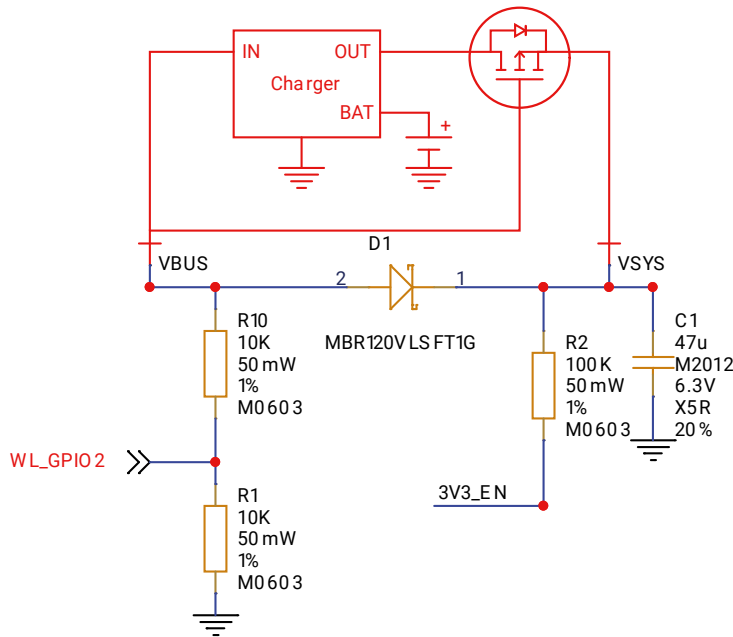 IN
OUT
Charger
BAT
+
D1
VBUS
VSYS
2
1
R10
10K
50mW
1%
M0603
MBR120VLSFT1G
R2
100K
50mW
1%
M0603
C1
47u
M2012
6.3V
X5R
20%
WL_GPIO2
3V3_EN
R1
10K
50mW
1%
M0603